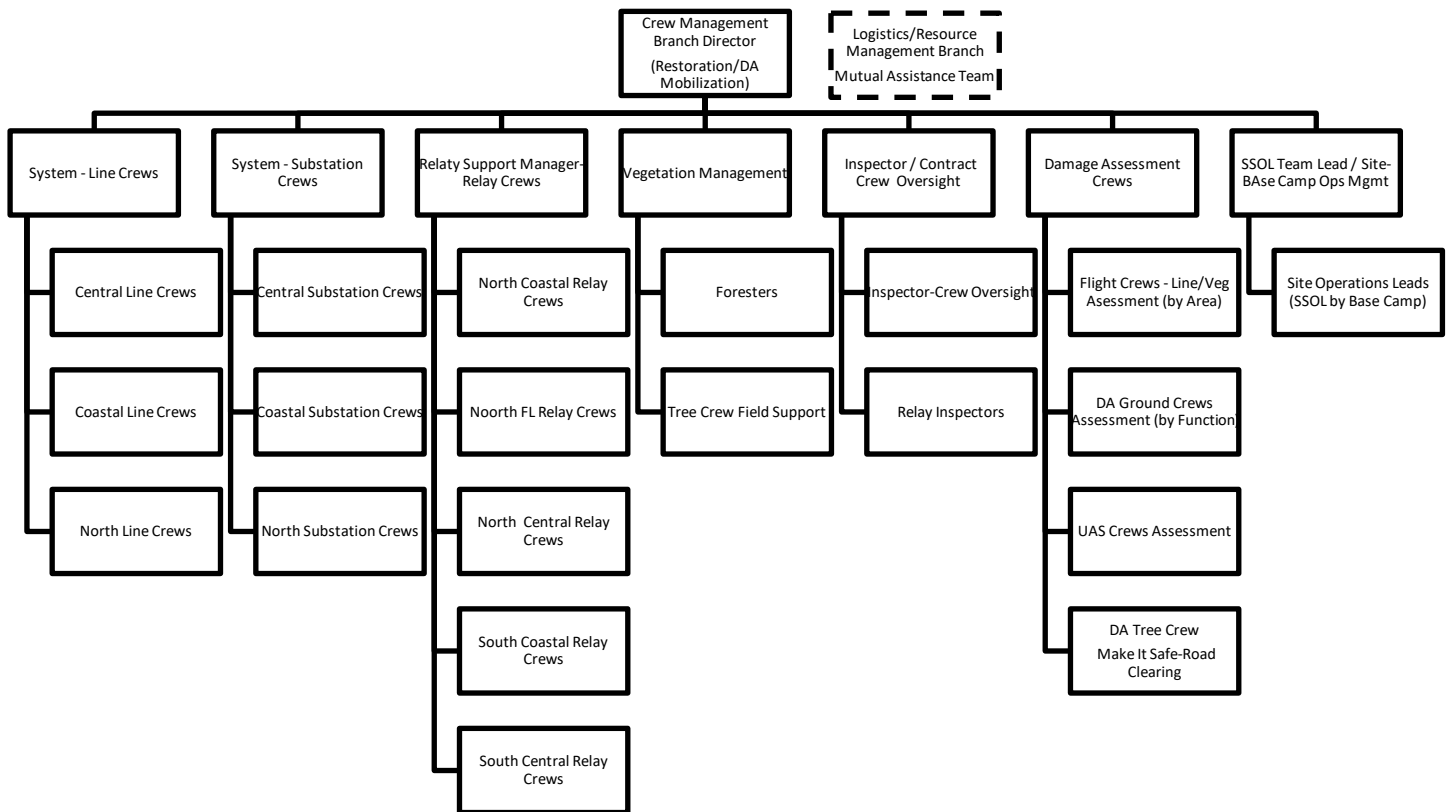 Crew Management
Branch Director
(Restoration/DA
Mobilization)
Logistics/Resource
Management Branch
Mutual Assistance Team
System - Line Crews
System - Substation
Crews
Relaty Support Manager-
Relay Crews
Vegetation Management
Inspector / Contract
Crew Oversight
Damage Assessment
Crews
SSOL Team Lead / Site-
BAse Camp Ops Mgmt
Central Line Crews
Coastal Line Crews
North Line Crews
Central Substation Crews
Coastal Substation Crews
North Substation Crews
North Coastal Relay
Crews
Noorth FL Relay Crews
North Central Relay
Crews
South Coastal Relay
Crews
South Central Relay
Crews
Foresters
Tree Crew Field Support
Inspector-Crew Oversight
Relay Inspectors
Flight Crews - Line/Veg
Asessment (by Area)
DA Ground Crews
Assessment (by Function)
UAS Crews Assessment
DA Tree Crew
Make It Safe-Road
Clearing
Site Operations Leads
(SSOL by Base Camp)